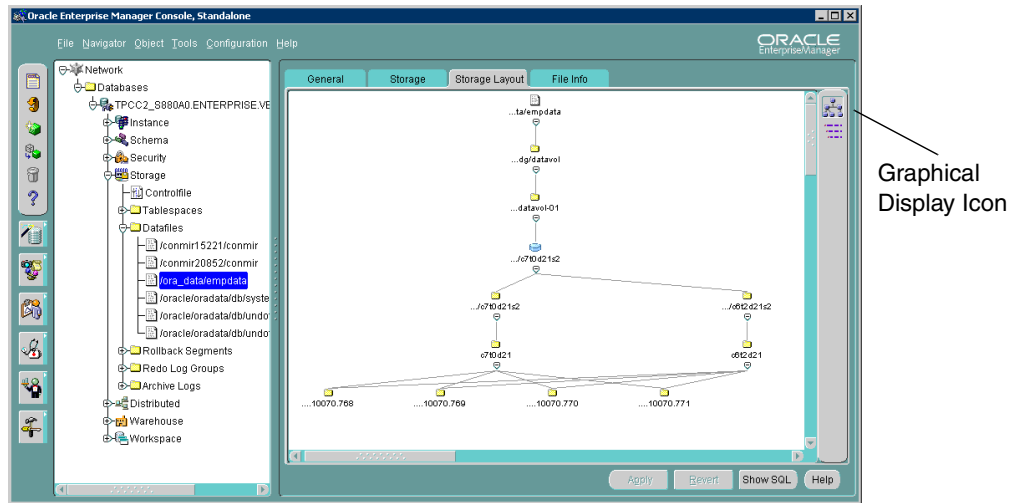 Oracle Enterprise Manager Console, Standalone
File Navigator Object Tools Configuration Help
ORACLE
EnterpriseManager
Network
Databases
TPCC2_S880A0.ENTERPRISE.VE
Instance
Schema
Security
Storage
Controlfile
Tablespaces
Datafiles
/conmir15221/conmir
/conmir20852/conmir
/ora_data/empdata
/oracle/oradata/db/syste
/oracle/oradata/db/undo
/oracle/oradata/db/undo
Rollback Segments
Redo Log Groups
Archive Logs
Distributed
Warehouse
Workspace
General Storage Storage Layout File Info
...ta/empdata
...dg/datavol
...datavol-01
.../c7t0d21s2
.../c7t0d21s2 .../c6t2d21s2
c7t0d21 c6t2d21
....10070.768 ....10070.769 ....10070.770 ....10070.771
Apply Revert Show SQL Help
Graphical
Display Icon